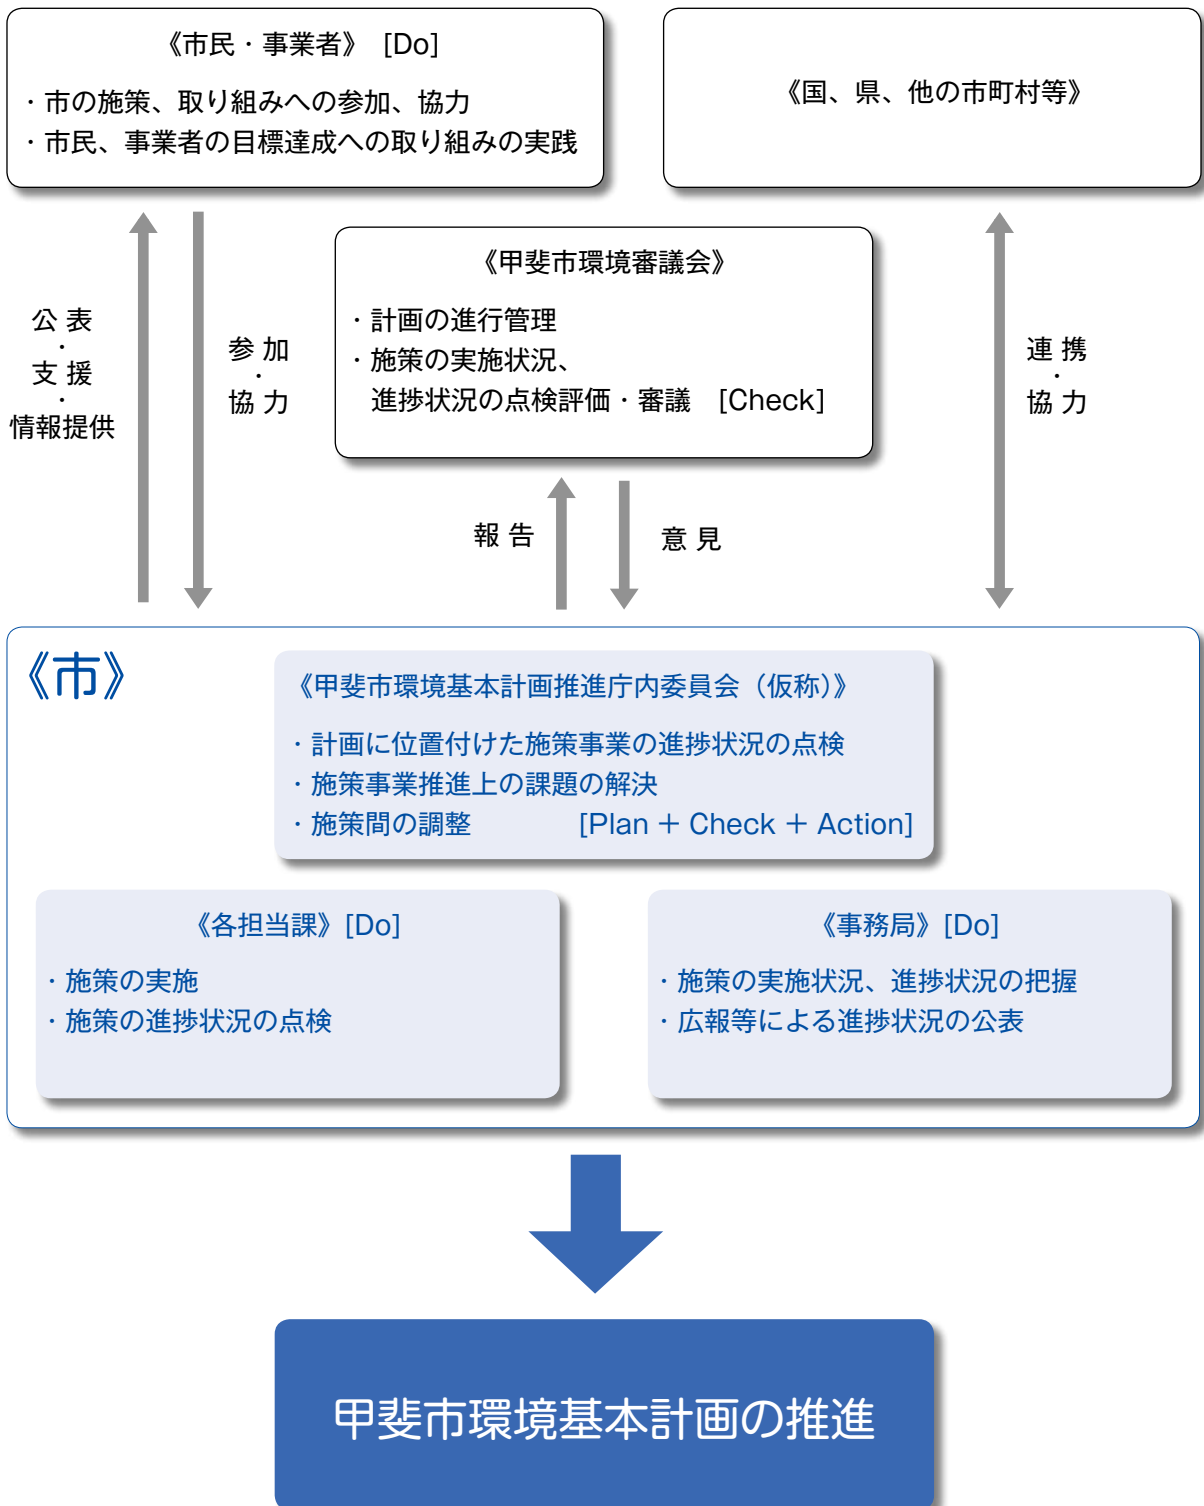 《市民・事業者》 [Do]
・市の施策、取り組みへの参加、協力
・市民、事業者の目標達成への取り組みの実践
《国、県、他の市町村等》
公表
・
支援
・
情報提供
参加
・
協力
《甲斐市環境審議会》
・計画の進行管理
・施策の実施状況、
進捗状況の点検評価・審議 [Check]
連携
・
協力
報告
意見
《市》
《甲斐市環境基本計画推進庁内委員会（仮称）》
・計画に位置付けた施策事業の進捗状況の点検
・施策事業推進上の課題の解決
・施策間の調整 [Plan + Check + Action]
《各担当課》[Do]
・施策の実施
・施策の進捗状況の点検
《事務局》[Do]
・施策の実施状況、進捗状況の把握
・広報等による進捗状況の公表
甲斐市環境基本計画の推進